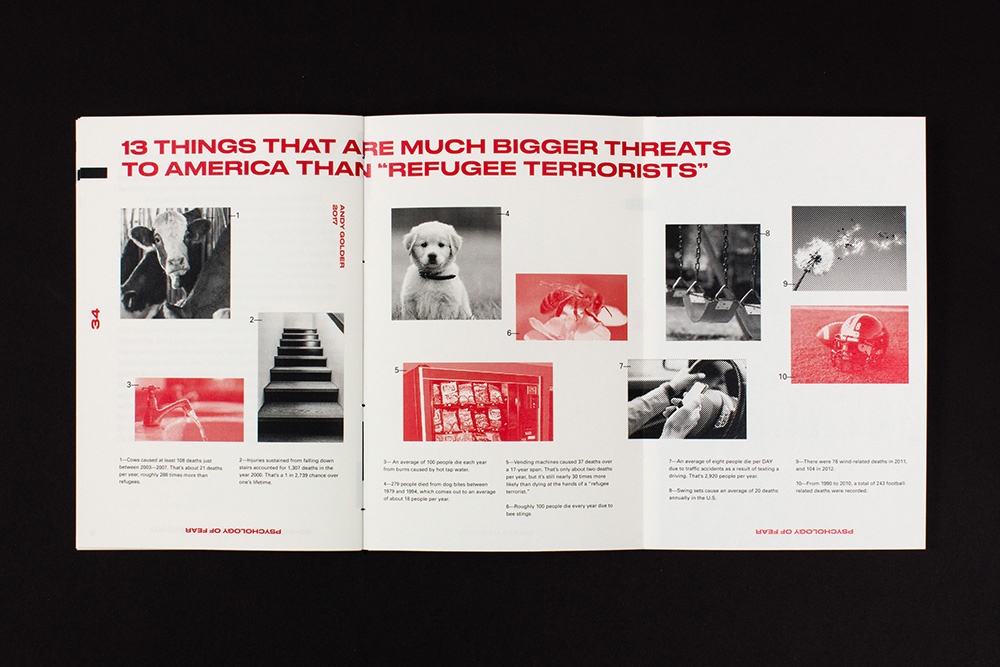 13 THINGS THAT ARE MUCH BIGGER THREATS
TO AMERICA THAN “REFUGEE TERRORISTS”
ANDY GOLDER
2017
34
1
2
3
4
5
6
7
8
9
10
1—Cows caused at least 108 deaths just
between 2003—2007. That's about 21 deaths
per year, roughly 288 times more than
refugees.
2—Injuries sustained from falling down
stairs accounted for 1,307 deaths in the
year 2000. That's a 1 in 2,739 chance over
one's lifetime.
3—An average of 100 people die each year
from burns caused by hot tap water.
4—279 people died from dog bites between
1979 and 1994, which comes out to an average
of about 18 people per year.
5—Vending machines caused 37 deaths over
a 17-year span. That's only about two deaths
per year, but it's still nearly 30 times more
likely than dying at the hands of a “refugee
terrorist.”
6—Roughly 100 people die every year due to
bee stings
7—An average of eight people die per DAY
due to traffic accidents as a result of texting a
driving. That's 2,920 people per year.
8—Swing sets cause an average of 20 deaths
annually in the U.S.
9—There were 78 wind-related deaths in 2011,
and 104 in 2012.
10—From 1990 to 2010, a total of 243 football
related deaths were recorded.
PSYCHOLOGY OF FEAR
PSYCHOLOGY OF FEAR